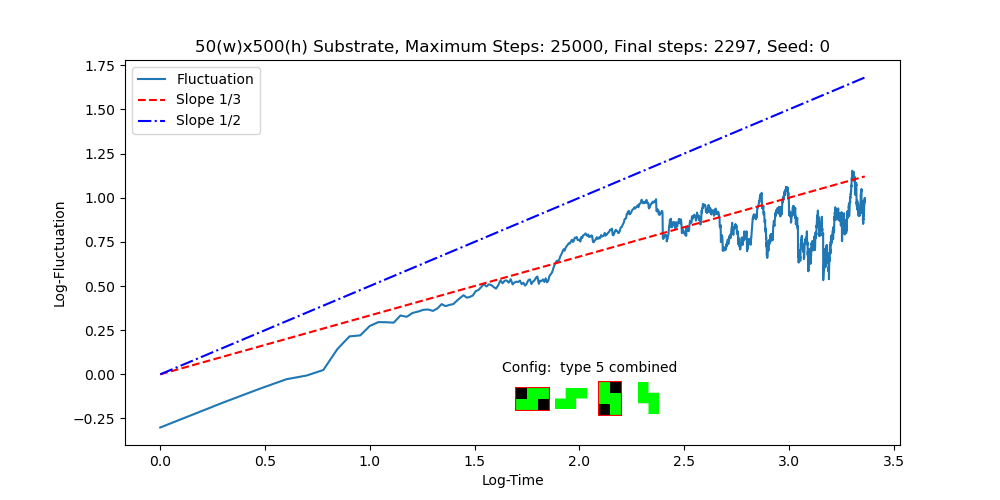 50(w)x500(h) Substrate, Maximum Steps: 25000, Final steps: 2297, Seed: 0
1.75
1.50
1.25
1.00
0.75
0.50
0.25
0.00
−0.25
Log-Fluctuation
Fluctuation
Slope 1/3
Slope 1/2
Config:  type 5 combined
0.0 0.5 1.0 1.5 2.0 2.5 3.0 3.5
Log-Time